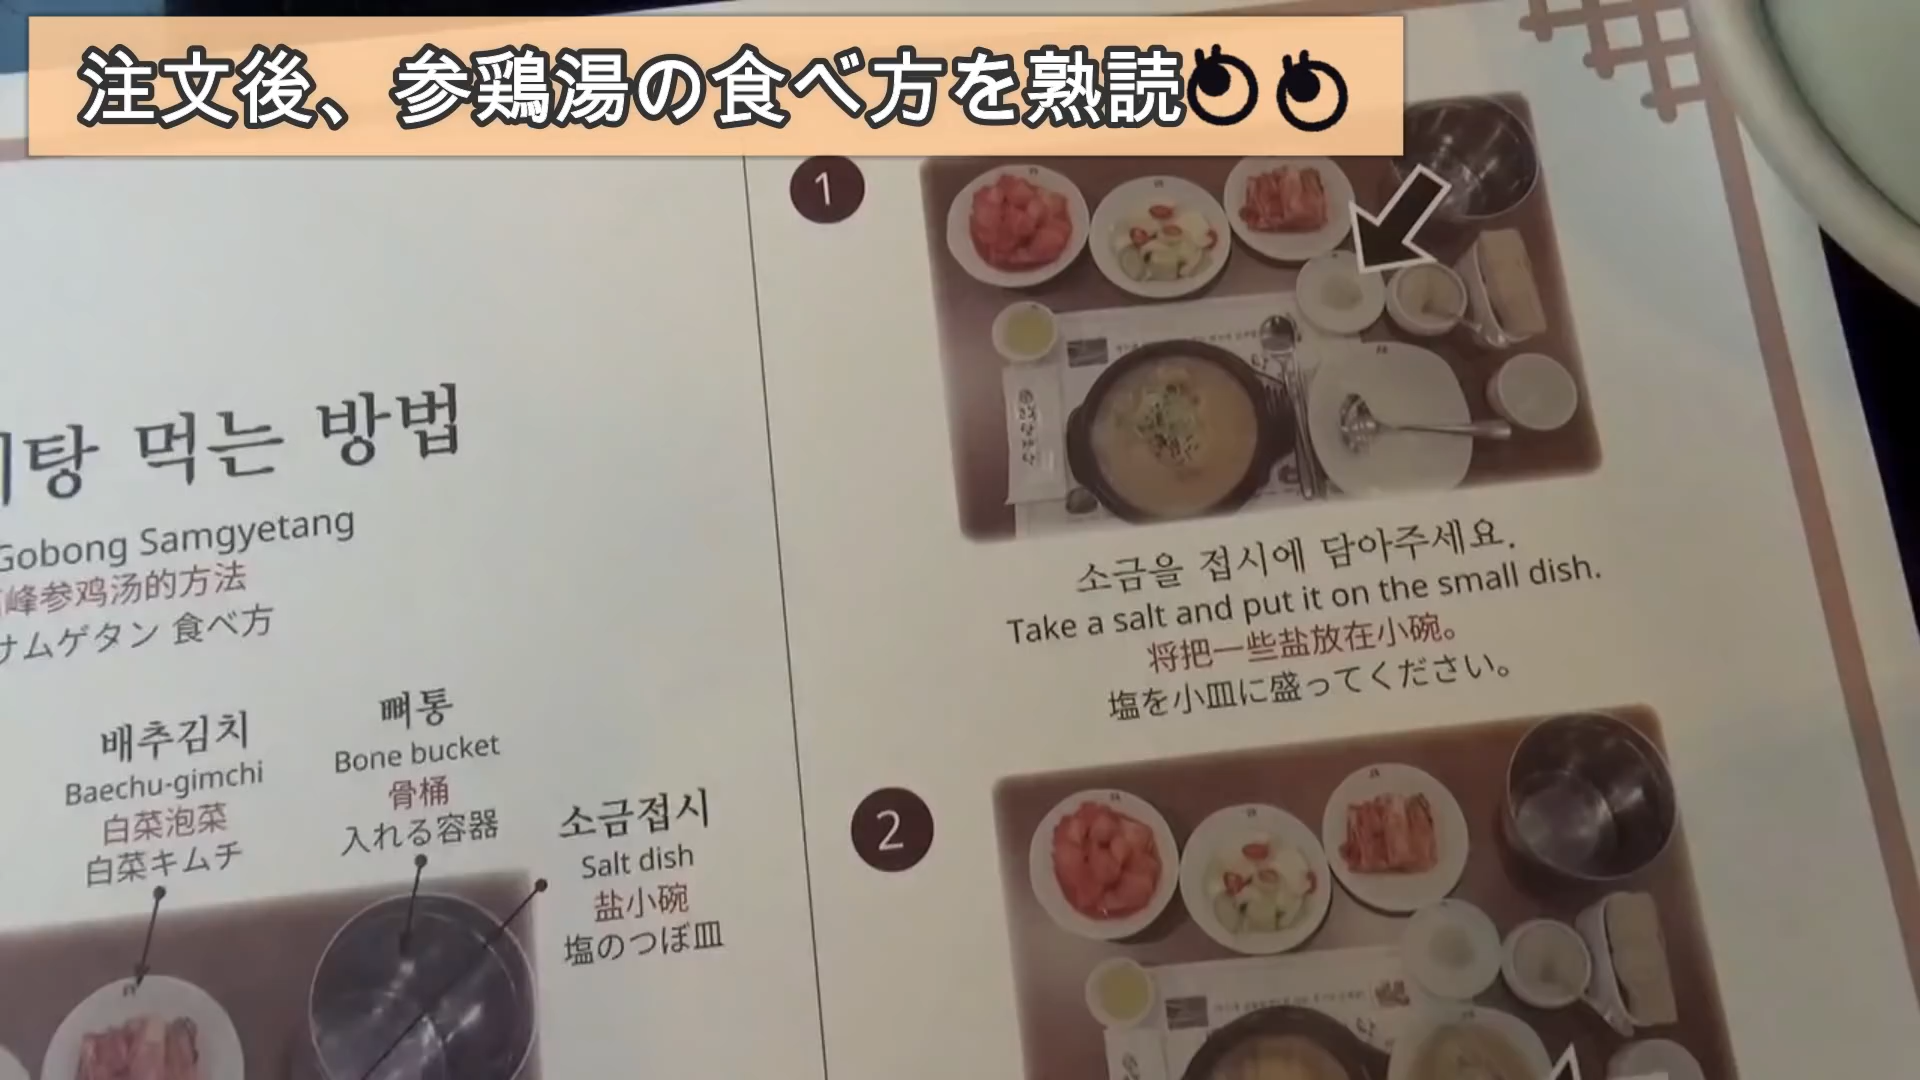 注文後、参鶏湯の食べ方を熟読
탕 먹는 방법
Gobong Samgyetang
峰参鸡汤的方法
サムゲタン 食べ方
배추김치
Baechu-gimchi
白菜泡菜
白菜キムチ
뼈통
Bone bucket
骨桶
入れる容器
소금접시
Salt dish
盐小碗
塩のつぼ皿
1
소금을 접시에 담아주세요.
Take a salt and put it on the small dish.
将把一些盐放在小碗。
塩を小皿に盛ってください。
2